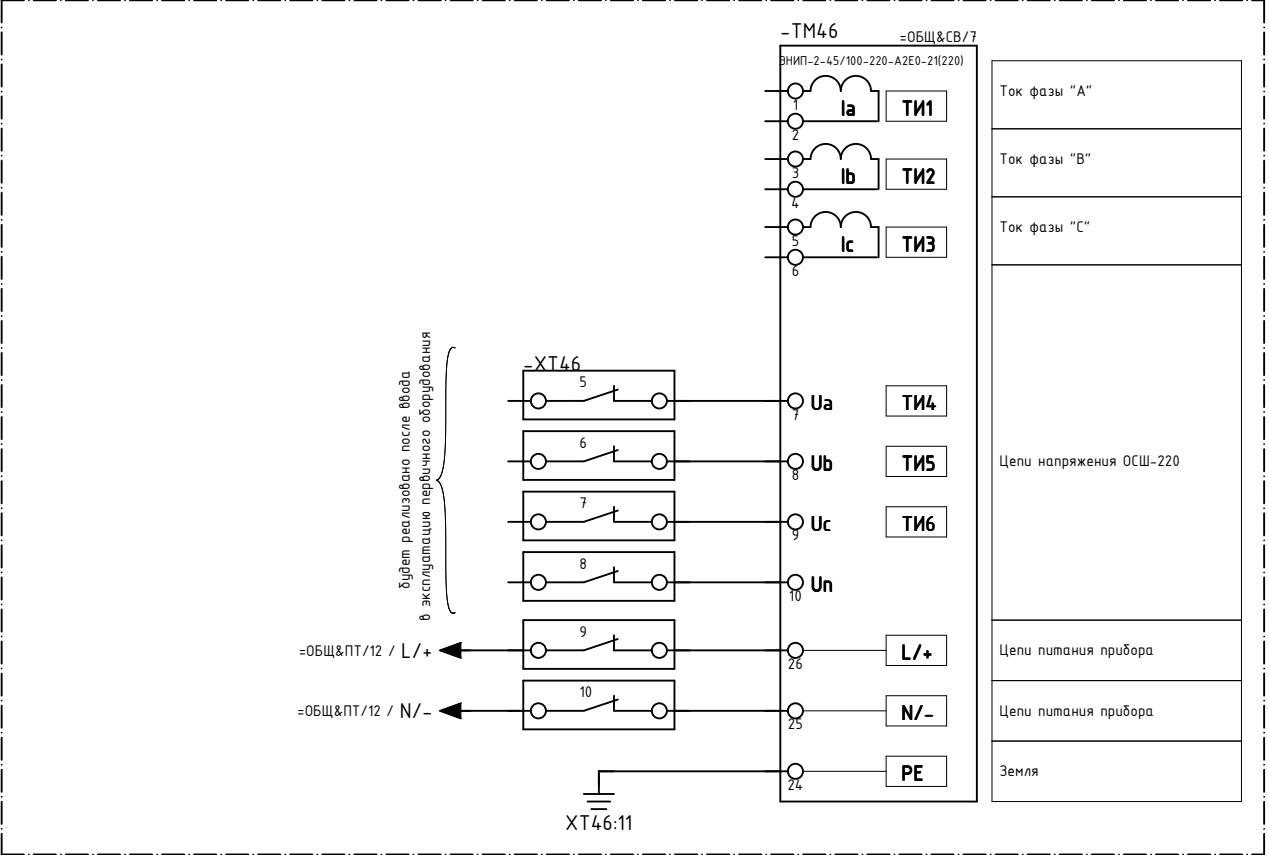 -ТМ46
=ОБЩ&СВ/7
ЭНИП-2-45/100-220-А2Е0-21(220)
1
Ia
ТИ1
Ток фазы "А"
2
3
Ib
ТИ2
Ток фазы "В"
4
5
Ic
ТИ3
Ток фазы "С"
6
будет реализовано после ввода
в эксплуатацию первичного оборудования
-ХТ46
5
7
Ua
ТИ4
6
8
Ub
ТИ5
Цепи напряжения ОСШ-220
7
9
Uc
ТИ6
8
10
Un
=ОБЩ&ПТ/12 / L/+
9
26
L/+
Цепи питания прибора
=ОБЩ&ПТ/12 / N/-
10
25
N/-
Цепи питания прибора
24
PE
Земля
ХТ46:11